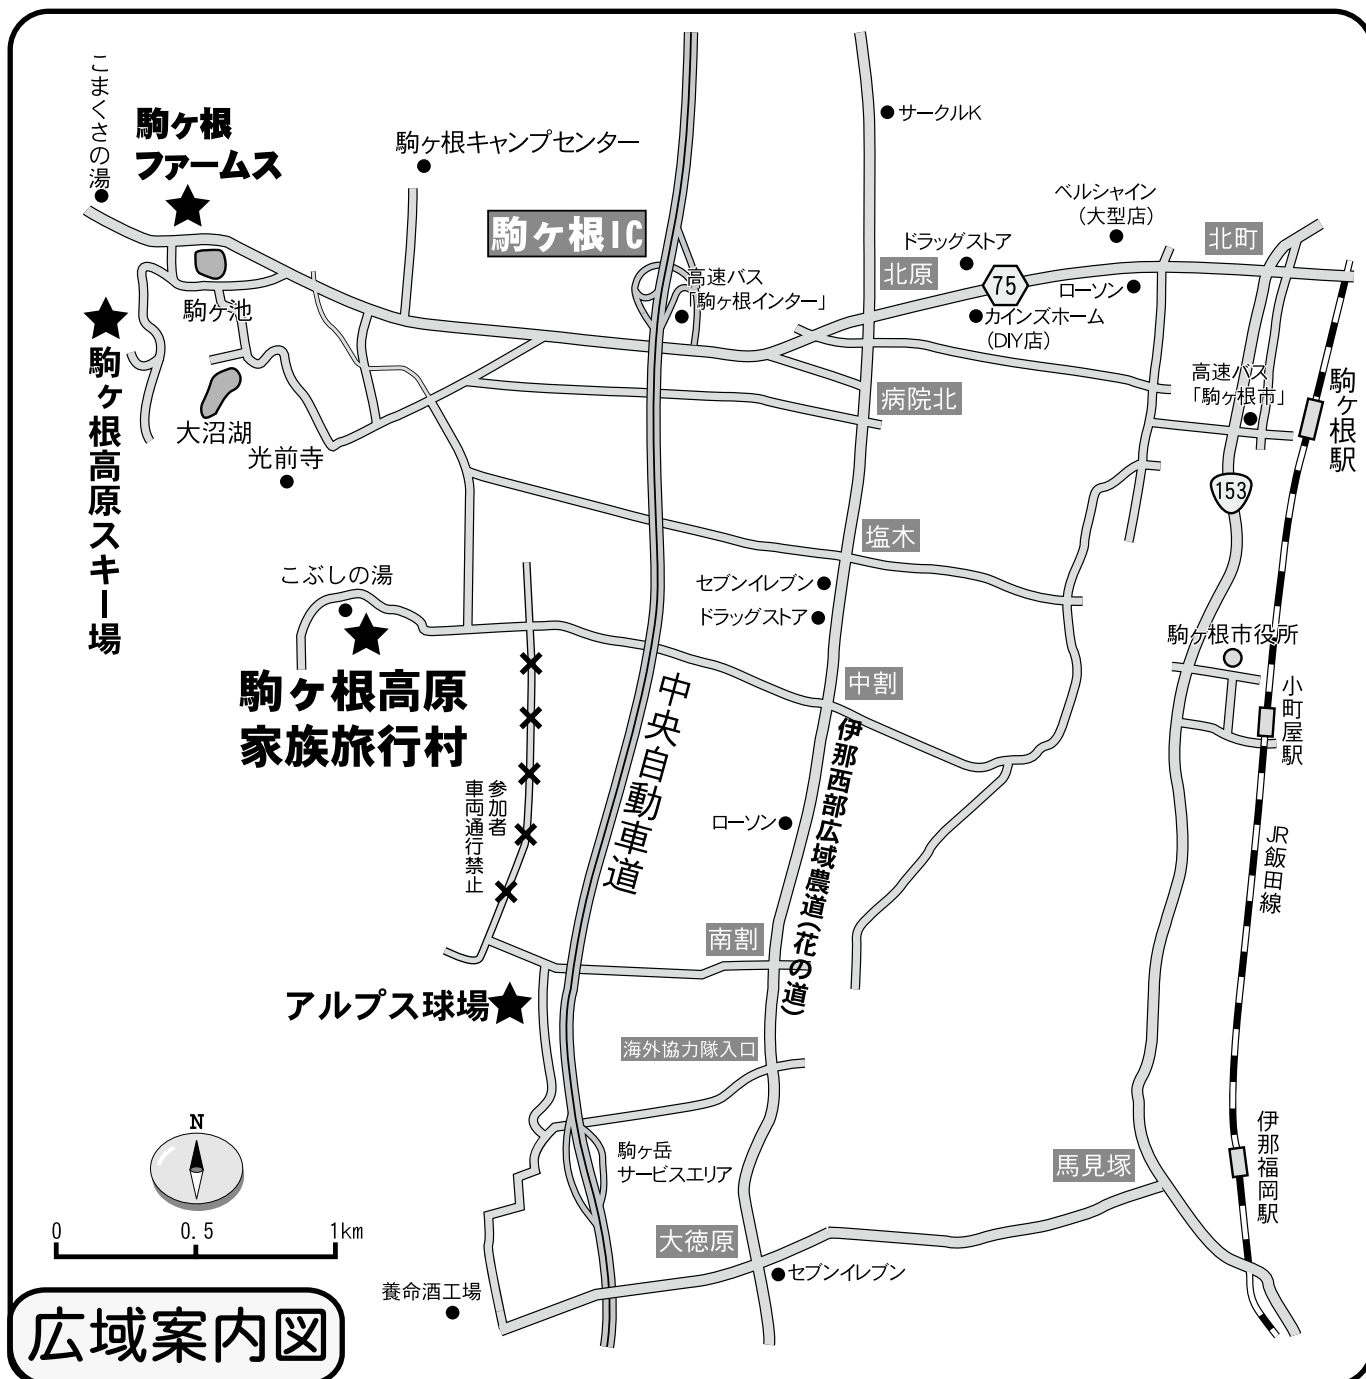 こまくさの湯
駒ヶ根
ファームス
駒ヶ根キャンプセンター
サークルK
駒ケ根IC
ベルシャイン
（大型店）
北町
ドラッグストア
北原
75
ローソン
高速バス
「駒ヶ根インター」
カインズホーム
（DIY店）
駒ヶ池
駒ヶ根高原スキー場
大沼湖
光前寺
病院北
高速バス
「駒ヶ根市」
駒ヶ根駅
153
塩木
こぶしの湯
セブンイレブン
ドラッグストア
駒ヶ根市役所
駒ヶ根高原
家族旅行村
中央自動車道
中割
小町屋駅
伊那西部広域農道（花の道）
参加者
車両通行禁止
ローソン
JR飯田線
南割
アルプス球場
海外協力隊入口
N
駒ヶ岳
サービスエリア
馬見塚
伊那福岡駅
0 0.5 1km
大徳原
セブンイレブン
養命酒工場
広域案内図